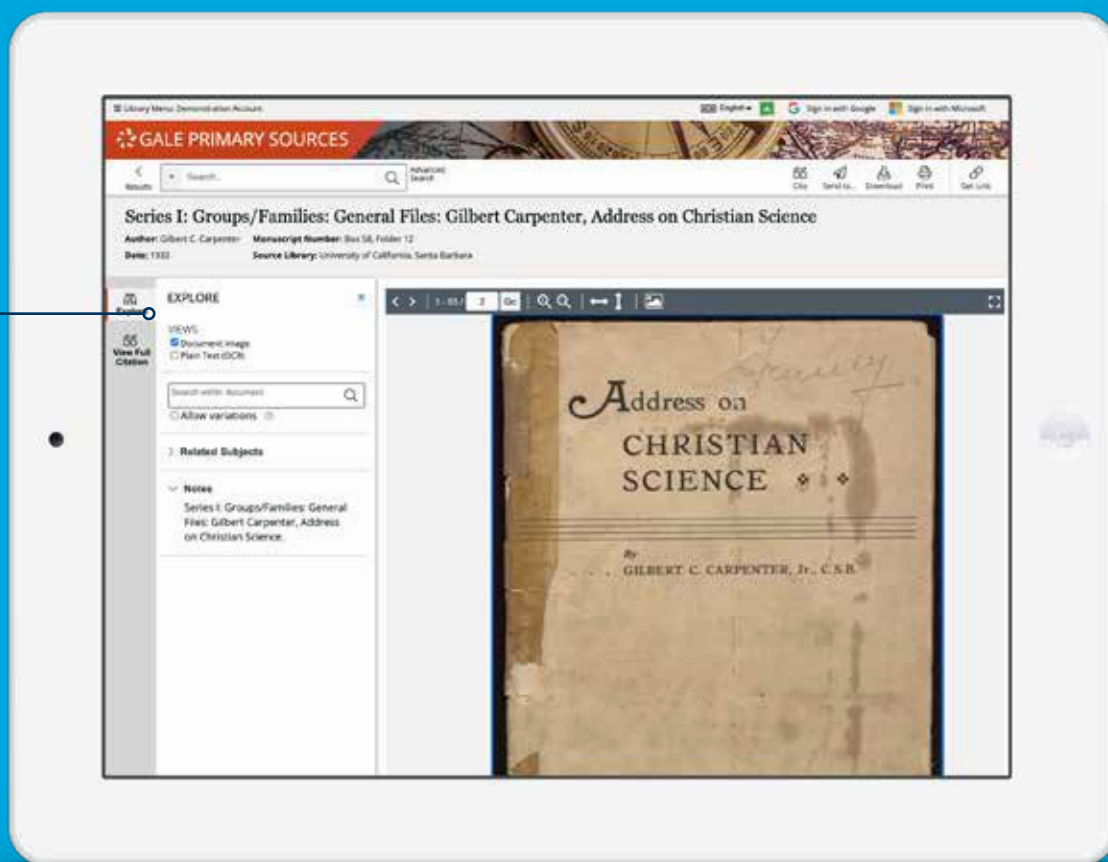 Library Menu: Demonstration Account
English
Sign in with Google
Sign in with Microsoft
GALE PRIMARY SOURCES
Results
Search...
Advanced Search
Cite
Send to...
Download
Print
Get Link
Series I: Groups/Families: General Files: Gilbert Carpenter, Address on Christian Science
Author: Gilbert C. Carpenter Manuscript Number: Box 58, Folder 12
Date: Source Library: University of California, Santa Barbara
Explore
View Full
Citation
EXPLORE
VIEWS
Document Image
Plain Text (OCR)
Search within document
Allow variations
Related Subjects
Notes
Series I: Groups/Families: General
Files: Gilbert Carpenter, Address
on Christian Science.
2
Go
Address on
CHRISTIAN
SCIENCE
By
GILBERT C. CARPENTER, Jr., C.S.B.